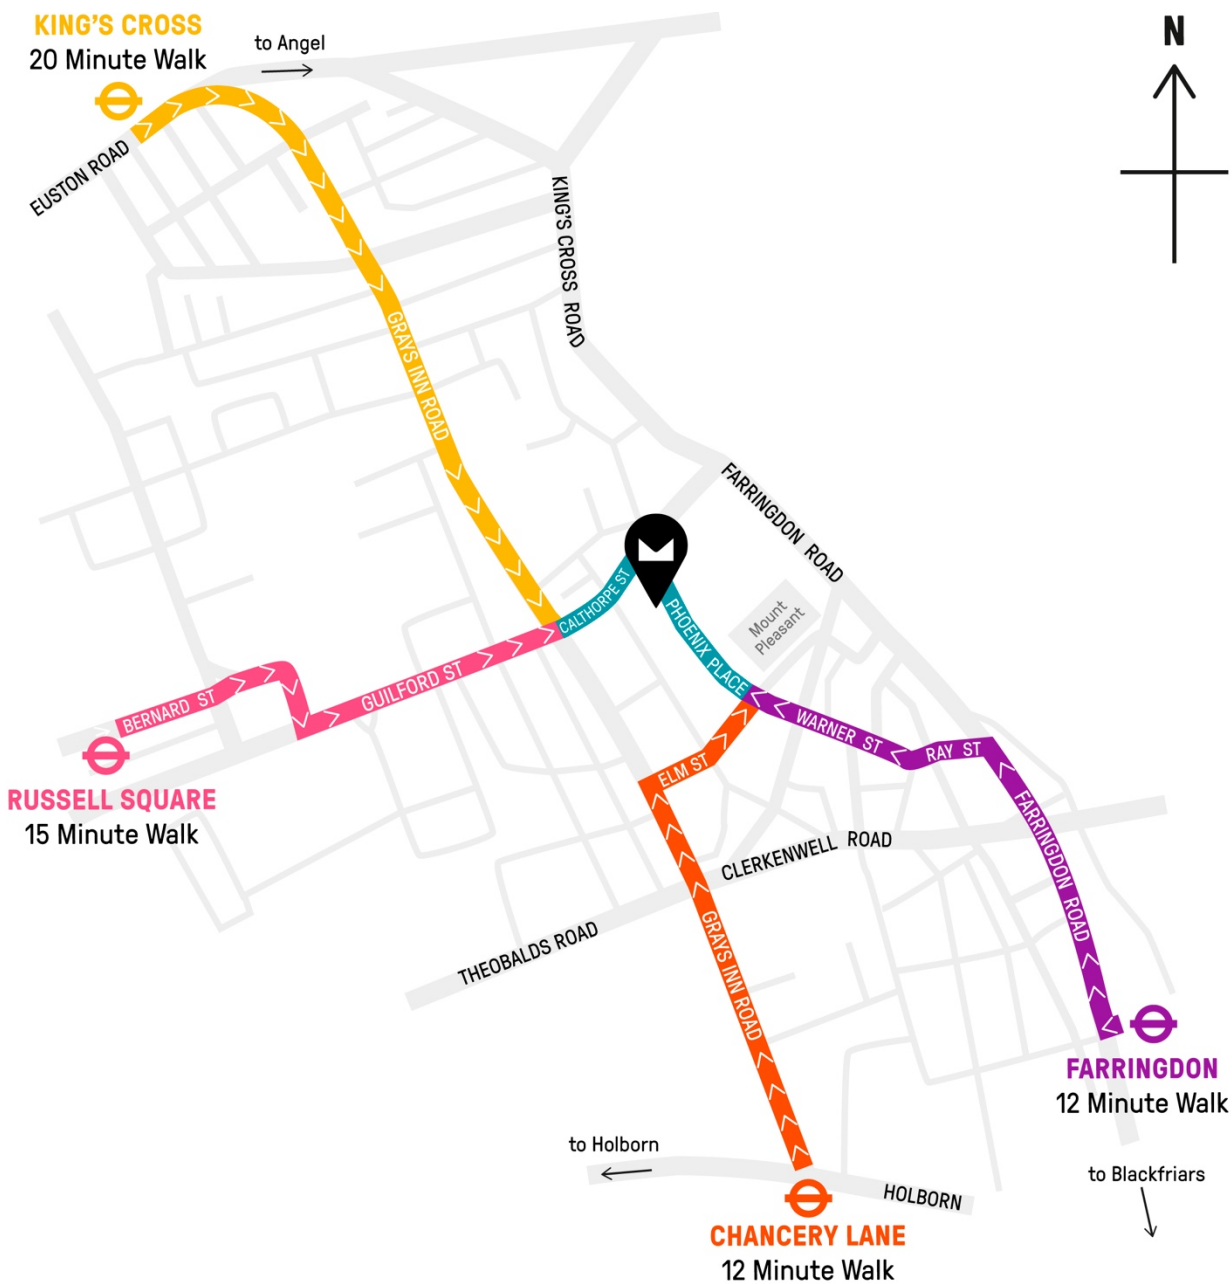 KING'S CROSS
20 Minute Walk
to Angel
N
EUSTON ROAD
KING'S CROSS ROAD
GRAYS INN ROAD
FARRINGDON ROAD
CALTHORPE ST
PHOENIX PLACE
Mount
Pleasant
BERNARD ST
GUILFORD ST
WARNER ST
RAY ST
ELM ST
RUSSELL SQUARE
15 Minute Walk
FARRINGDON ROAD
CLERKENWELL ROAD
THEOBALDS ROAD
GRAYS INN ROAD
FARRINGDON
12 Minute Walk
to Holborn
to Blackfriars
HOLBORN
CHANCERY LANE
12 Minute Walk